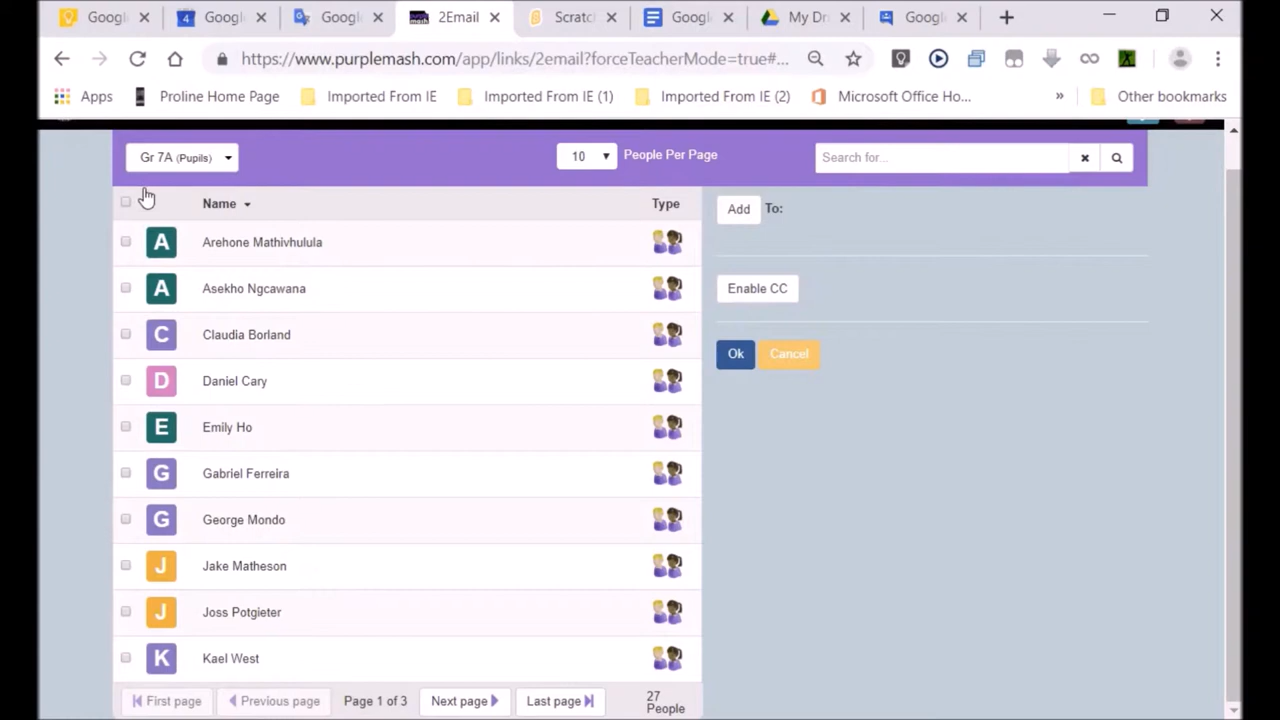 Googl
4 Googl
Googl
2Email
Scratc
Googl
My Dr
Googl
https://www.purplemash.com/app/links/2email?forceTeacherMode=true#...
Apps
Proline Home Page
Imported From IE
Imported From IE (1)
Imported From IE (2)
Microsoft Office Ho...
»
Other bookmarks
Gr 7A (Pupils)
10 People Per Page
Search for...
Name
Type
A Arehone Mathivhulula
A Asekho Ngcawana
C Claudia Borland
D Daniel Cary
E Emily Ho
G Gabriel Ferreira
G George Mondo
J Jake Matheson
J Joss Potgieter
K Kael West
First page
Previous page
Page 1 of 3
Next page
Last page
27
People
Add To:
Enable CC
Ok Cancel